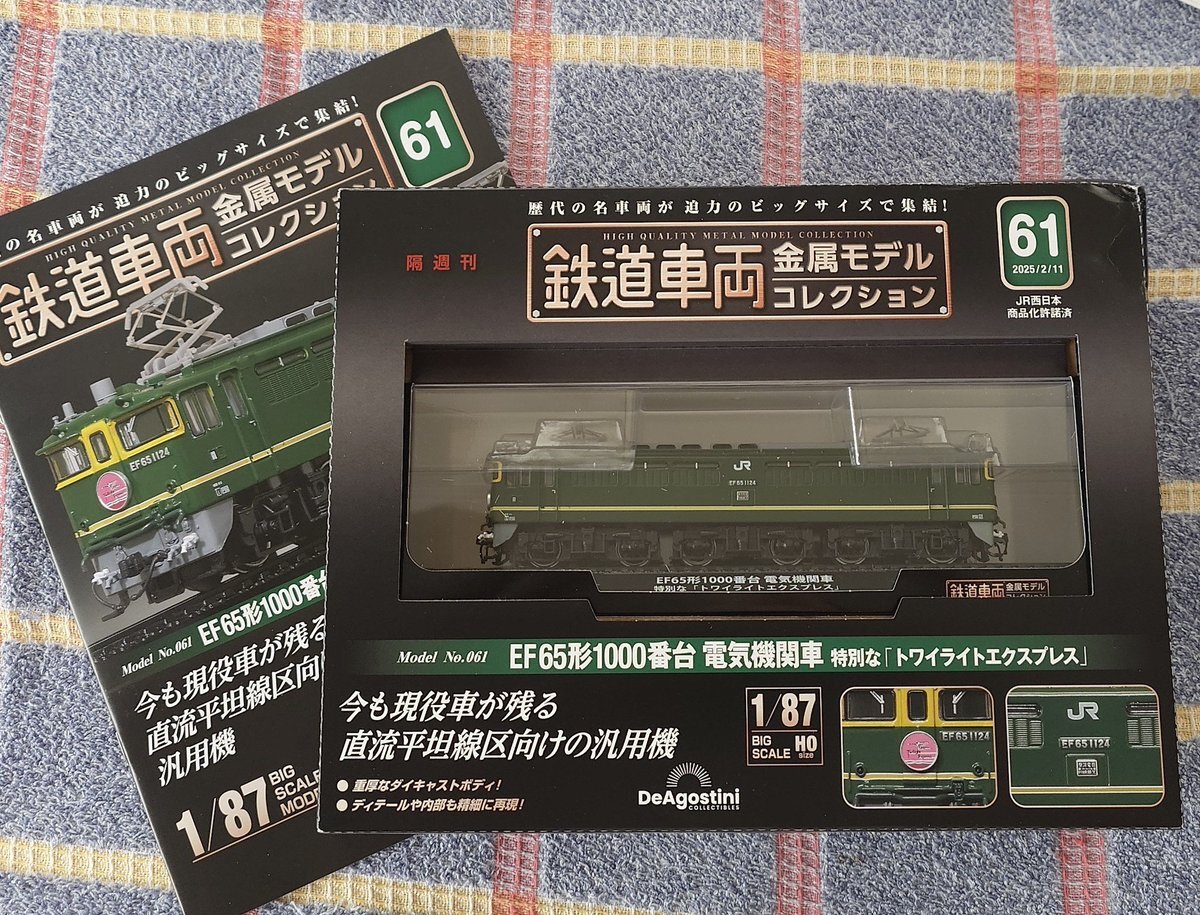 の名車両が 迫力のビッグサイズで集結!
HIGH QUALITY METAL MODEL COLLECTION
鉄道車両 金属モデル
コレクショ
61
EF65 1124
Model No.061 EF65形1000番台
今も現役車が残る
直流平坦線区向け
汎用機
1/87 BIG
SCALE
MODE
歴代の名車両が 迫力のビッグサイズで集結!
隔週刊
HIGH QUALITY METAL MODEL COLLECTION
鉄道車両 金属モデル
コレクション
61
2025/2/11
JR西日本
商品化許諾済
JR
EF65 1124
EF65形1000番台 電気機関車
特別な「トワイライトエクスプレス」
鉄道車両 金属モデル
コレクション
Model No.061 EF65形1000番台 電気機関車 特別な「トワイライトエクスプレス」
今も現役車が残る
直流平坦線区向けの汎用機
● 重厚なダイキャストボディ!
● ディテールや内部も精細に再現!
DeAgostini
COLLECTIBLES
1/87
BIG
SCALE
HO
size
EF65 1124
JR
EF65 1124